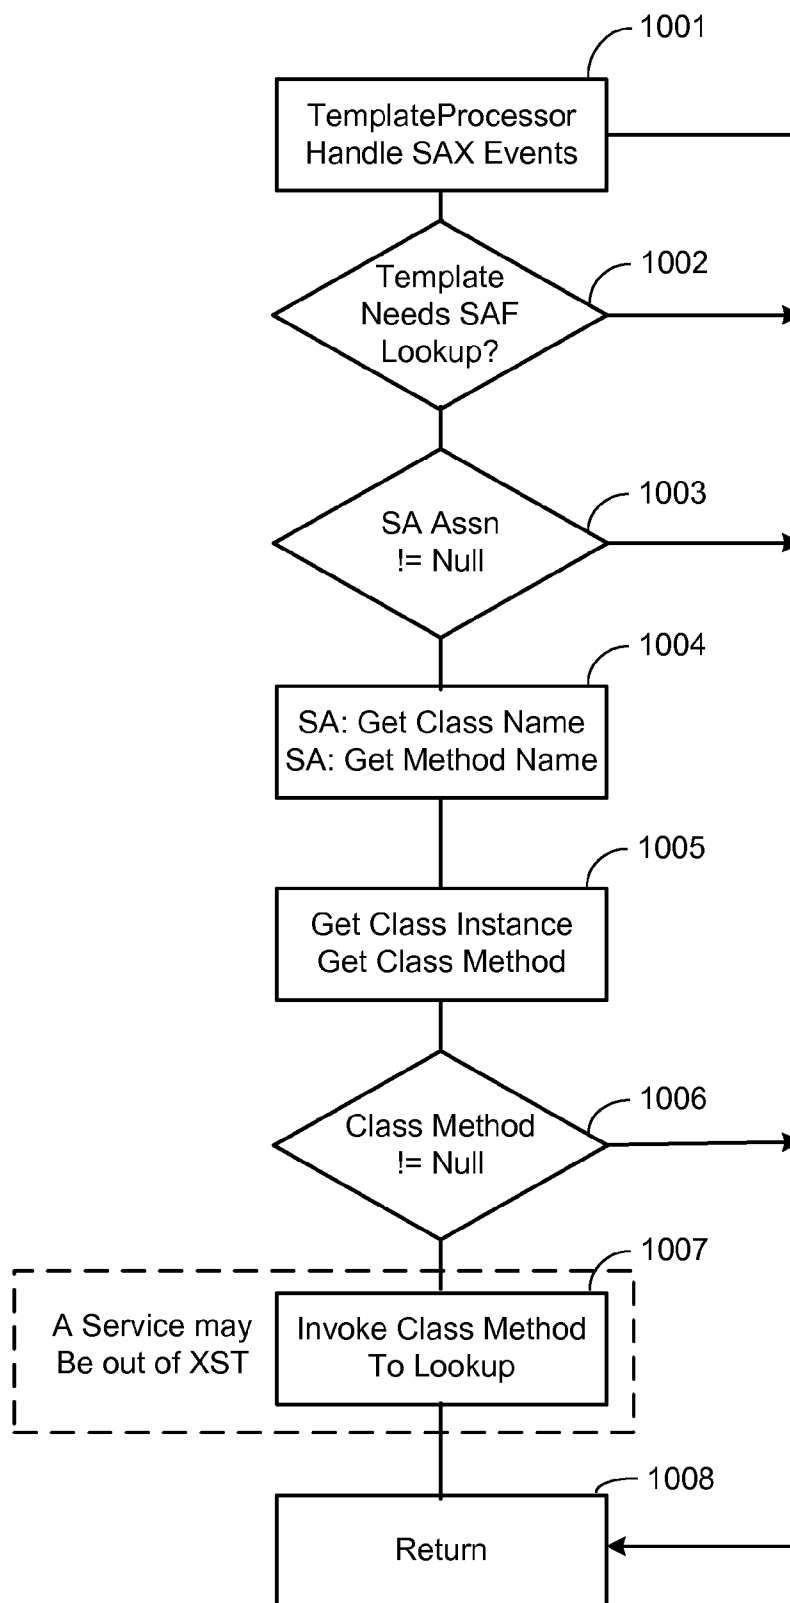 1001
TemplateProcessor
Handle SAX Events
1002
Template
Needs SAF
Lookup?
1003
SA Assn
!= Null
1004
SA: Get Class Name
SA: Get Method Name
1005
Get Class Instance
Get Class Method
1006
Class Method
!= Null
1007
A Service may
Be out of XST
Invoke Class Method
To Lookup
1008
Return